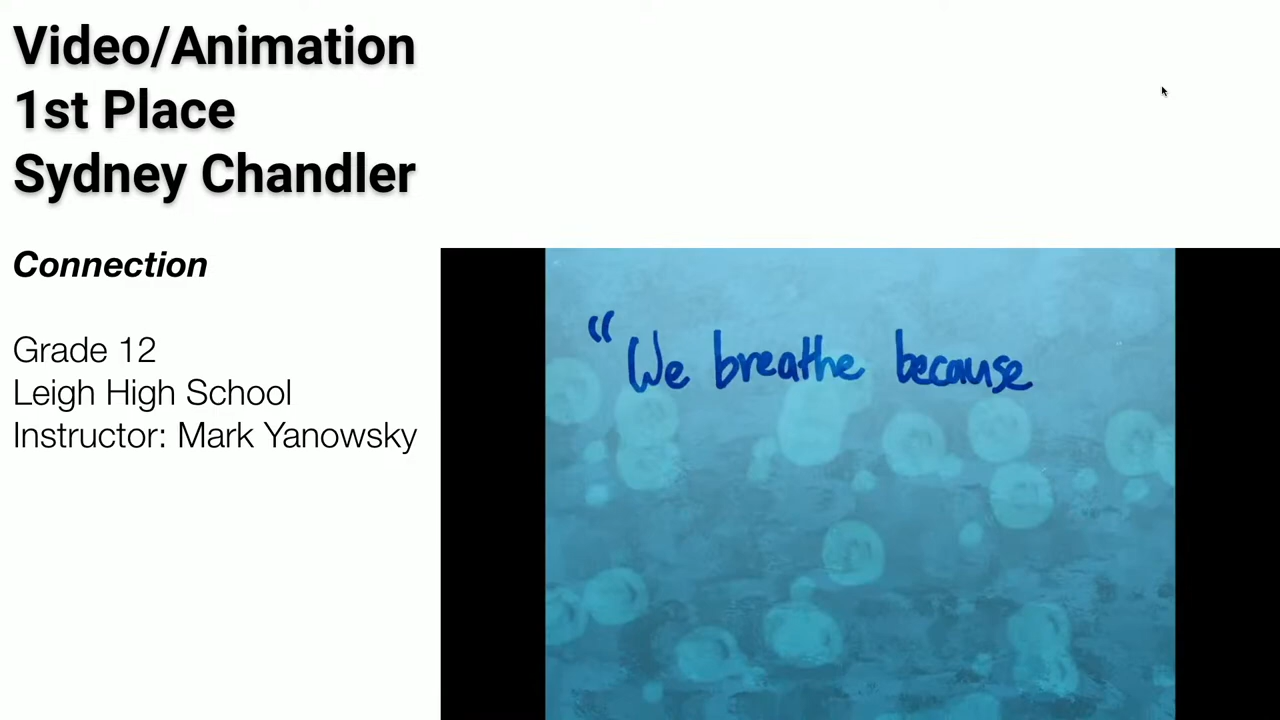 Video/Animation
1st Place
Sydney Chandler
Connection
Grade 12
Leigh High School
Instructor: Mark Yanowsky
“We breathe because